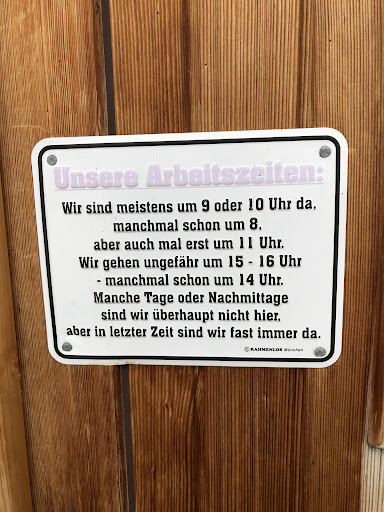 Unsere Arbeitszeiten:
Wir sind meistens um 9 oder 10 Uhr da,
manchmal schon um 8,
aber auch mal erst um 11 Uhr.
Wir gehen ungefähr um 15 - 16 Uhr
- manchmal schon um 14 Uhr.
Manche Tage oder Nachmittage
sind wir überhaupt nicht hier,
aber in letzter Zeit sind wir fast immer da.
© RAHMENLOS München